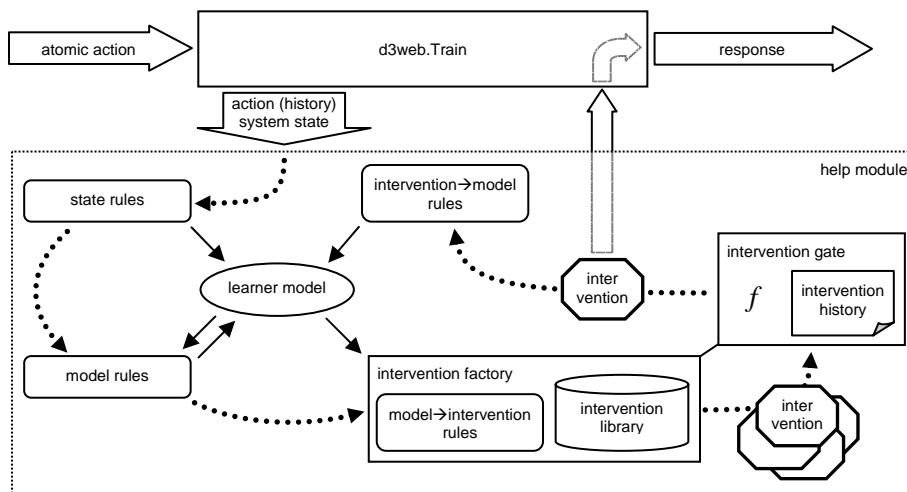 atomic action
d3web.Train
response
action (history)
system state
help module
state rules
intervention→model
rules
intervention gate
learner model
inter
vention
f
intervention
history
model rules
intervention factory
model→intervention
rules
intervention
library
inter
vention